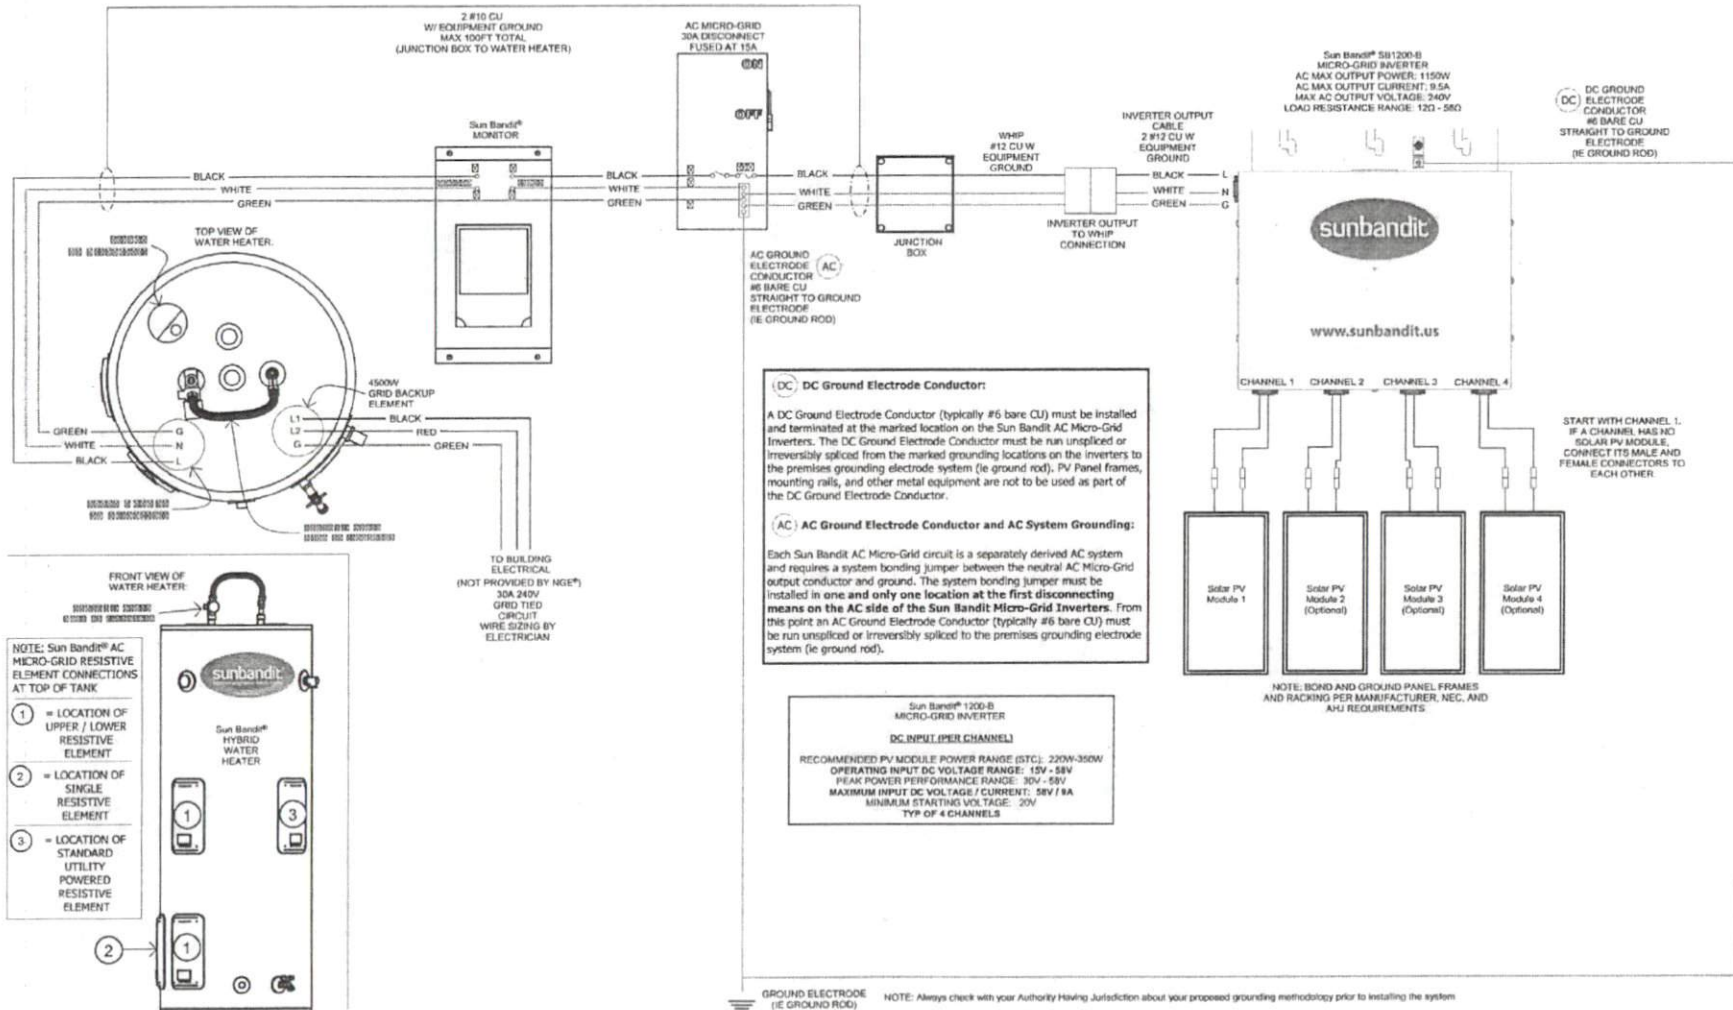 2 #10 CU
W/ EQUIPMENT GROUND
MAX 100FT TOTAL
(JUNCTION BOX TO WATER HEATER)
AC MICRO-GRID
30A DISCONNECT
FUSED AT 15A
ON
OFF
Sun Bandit®
MONITOR
BLACK
WHITE
GREEN
BLACK
WHITE
GREEN
BLACK
WHITE
GREEN
JUNCTION
BOX
WHIP
#12 CU W
EQUIPMENT
GROUND
INVERTER OUTPUT
CABLE
2 #12 CU W
EQUIPMENT
GROUND
BLACK L
WHITE N
GREEN G
INVERTER OUTPUT
TO WHIP
CONNECTION
Sun Bandit® SB1200-B
MICRO-GRID INVERTER
AC MAX OUTPUT POWER: 1150W
AC MAX OUTPUT CURRENT: 9.5A
MAX AC OUTPUT VOLTAGE: 240V
LOAD RESISTANCE RANGE: 12Ω - 58Ω
DC
DC GROUND
ELECTRODE
CONDUCTOR
#6 BARE CU
STRAIGHT TO GROUND
ELECTRODE
(IE GROUND ROD)
sunbandit
www.sunbandit.us
CHANNEL 1 CHANNEL 2 CHANNEL 3 CHANNEL 4
START WITH CHANNEL 1.
IF A CHANNEL HAS NO
SOLAR PV MODULE,
CONNECT ITS MALE AND
FEMALE CONNECTORS TO
EACH OTHER
Solar PV
Module 1
Solar PV
Module 2
(Optional)
Solar PV
Module 3
(Optional)
Solar PV
Module 4
(Optional)
NOTE: BOND AND GROUND PANEL FRAMES
AND RACKING PER MANUFACTURER, NEC, AND
AHJ REQUIREMENTS
AC GROUND
ELECTRODE
CONDUCTOR
#6 BARE CU
STRAIGHT TO GROUND
ELECTRODE
(IE GROUND ROD)
AC
TOP VIEW OF
WATER HEATER.
4500W
GRID BACKUP
ELEMENT
L1 BLACK
L2 RED
G GREEN
GREEN G
WHITE N
BLACK L
TO BUILDING
ELECTRICAL
(NOT PROVIDED BY NGE®)
30A 240V
GRID TIED
CIRCUIT
WIRE SIZING BY
ELECTRICIAN
DC DC Ground Electrode Conductor:
A DC Ground Electrode Conductor (typically #6 bare CU) must be installed
and terminated at the marked location on the Sun Bandit AC Micro-Grid
Inverters. The DC Ground Electrode Conductor must be run unspliced or
irreversibly spliced from the marked grounding locations on the inverters to
the premises grounding electrode system (ie ground rod). PV Panel frames,
mounting rails, and other metal equipment are not to be used as part of
the DC Ground Electrode Conductor.
AC AC Ground Electrode Conductor and AC System Grounding:
Each Sun Bandit AC Micro-Grid circuit is a separately derived AC system
and requires a system bonding jumper between the neutral AC Micro-Grid
output conductor and ground. The system bonding jumper must be
installed in one and only one location at the first disconnecting
means on the AC side of the Sun Bandit Micro-Grid Inverters. From
this point an AC Ground Electrode Conductor (typically #6 bare CU) must
be run unspliced or irreversibly spliced to the premises grounding electrode
system (ie ground rod).
Sun Bandit® 1200-B
MICRO-GRID INVERTER
DC INPUT (PER CHANNEL)
RECOMMENDED PV MODULE POWER RANGE (STC): 220W-350W
OPERATING INPUT DC VOLTAGE RANGE: 15V - 58V
PEAK POWER PERFORMANCE RANGE: 30V - 58V
MAXIMUM INPUT DC VOLTAGE / CURRENT: 58V / 9A
MINIMUM STARTING VOLTAGE: 20V
TYP OF 4 CHANNELS
FRONT VIEW OF
WATER HEATER:
NOTE: Sun Bandit® AC
MICRO-GRID RESISTIVE
ELEMENT CONNECTIONS
AT TOP OF TANK
1 = LOCATION OF
UPPER / LOWER
RESISTIVE
ELEMENT
2 = LOCATION OF
SINGLE
RESISTIVE
ELEMENT
3 = LOCATION OF
STANDARD
UTILITY
POWERED
RESISTIVE
ELEMENT
sunbandit
Sun Bandit®
HYBRID
WATER
HEATER
1
3
2
1
GROUND ELECTRODE
(IE GROUND ROD)
NOTE: Always check with your Authority Having Jurisdiction about your proposed grounding methodology prior to installing the system